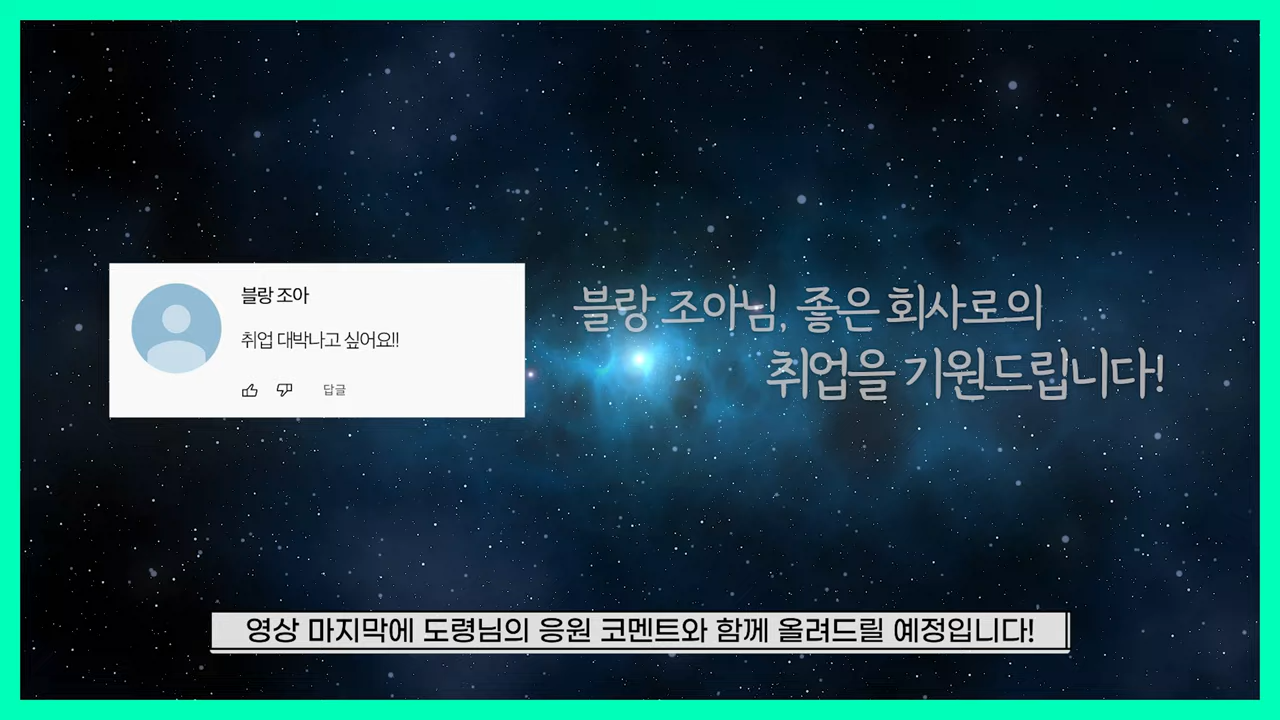 블랑 조아
취업 대박나고 싶어요!!
답글
블랑 조아님, 좋은 회사로의
취업을 기원드립니다!
영상 마지막에 도령님의 응원 코멘트와 함께 올려드릴 예정입니다!